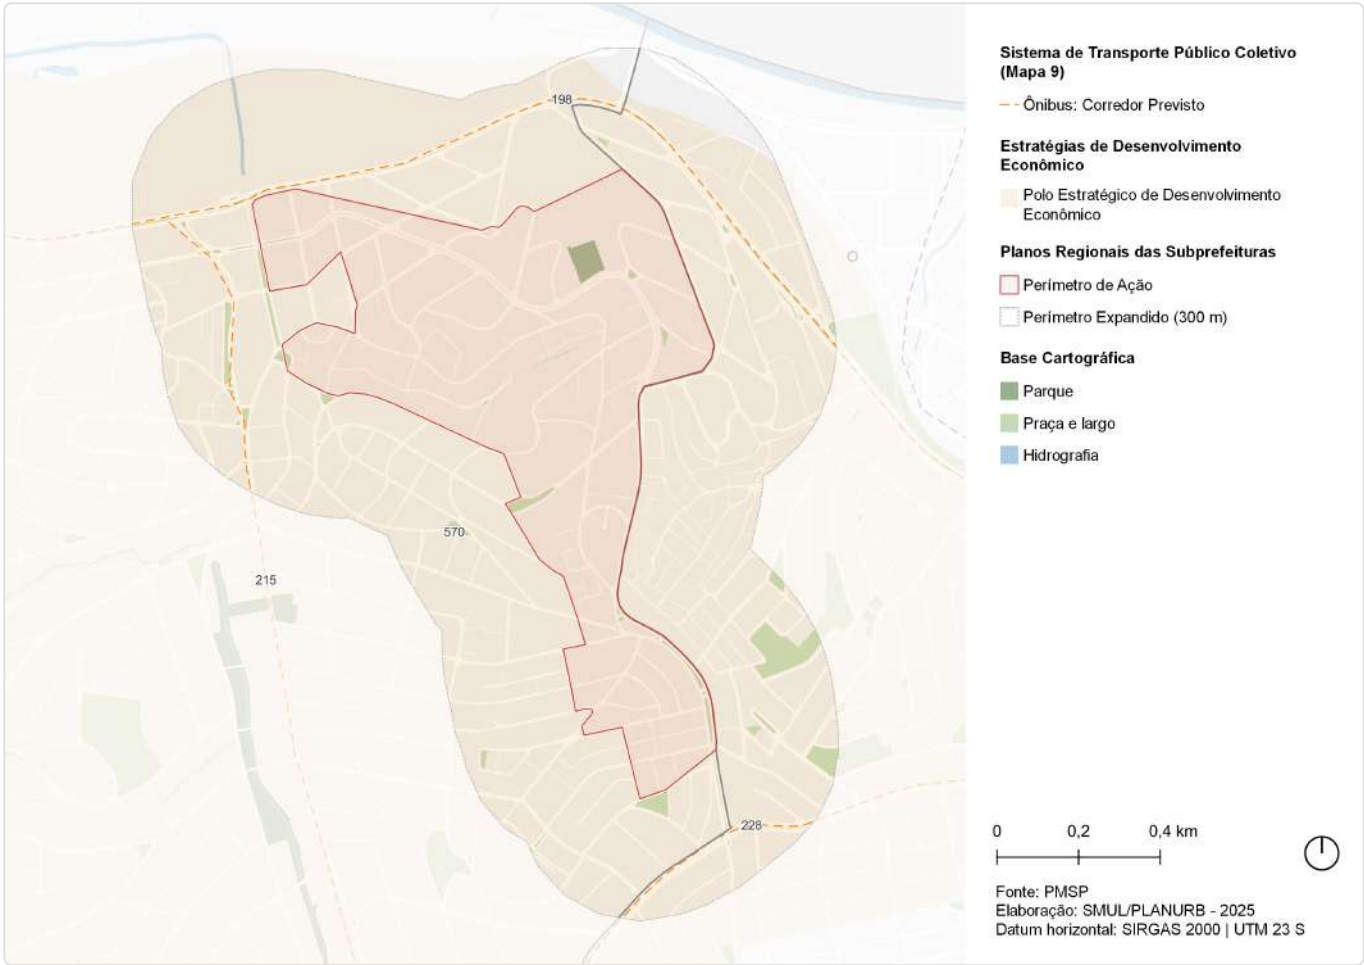 Sistema de Transporte Público Coletivo
(Mapa 9)
Ônibus: Corredor Previsto
Estratégias de Desenvolvimento
Econômico
Polo Estratégico de Desenvolvimento
Econômico
Planos Regionais das Subprefeituras
Perímetro de Ação
Perímetro Expandido (300 m)
Base Cartográfica
Parque
Praça e largo
Hidrografia
198
570
215
228
0 0,2 0,4 km
Fonte: PMSP
Elaboração: SMUL/PLANURB - 2025
Datum horizontal: SIRGAS 2000 | UTM 23 S